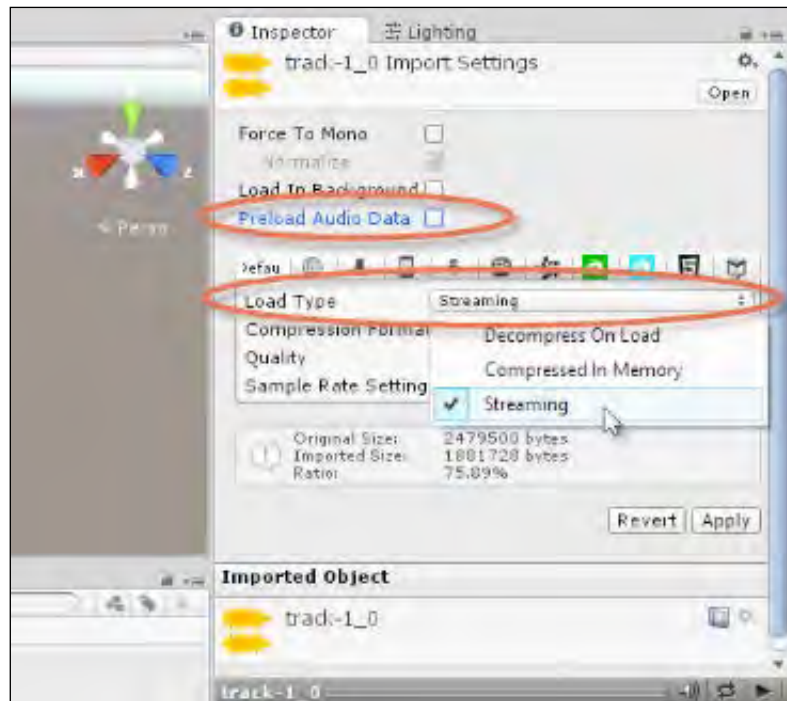 Inspector
Lighting
track-1_0 Import Settings
Open
Force To Mono
Normalize
Load In Background
Preload Audio Data
x
z
< Persp
Defau
Load Type
Streaming
Compression Format
Decompress On Load
Quality
Compressed In Memory
Sample Rate Setting
Streaming
Original Size: 2479500 bytes
Imported Size: 1881728 bytes
Ratio: 75.89%
Revert
Apply
Imported Object
track-1_0
track-1_0